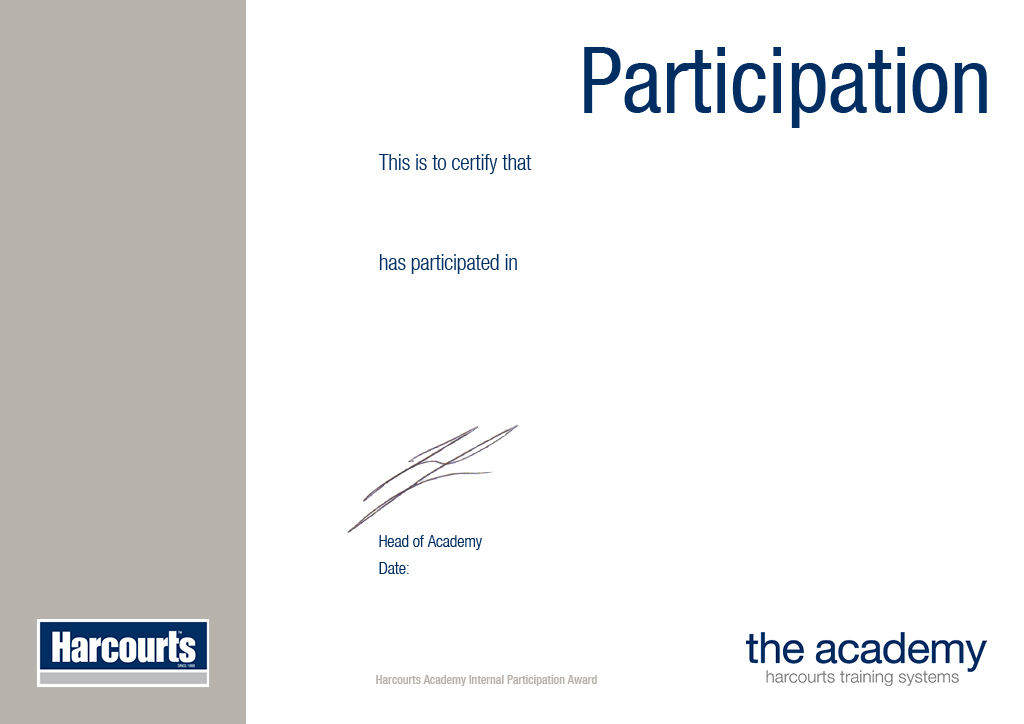 Participation
This is to certify that
has participated in
Head of Academy
Date:
Harcourts
SINCE 1888
Harcourts Academy Internal Participation Award
the academy
harcourts training systems